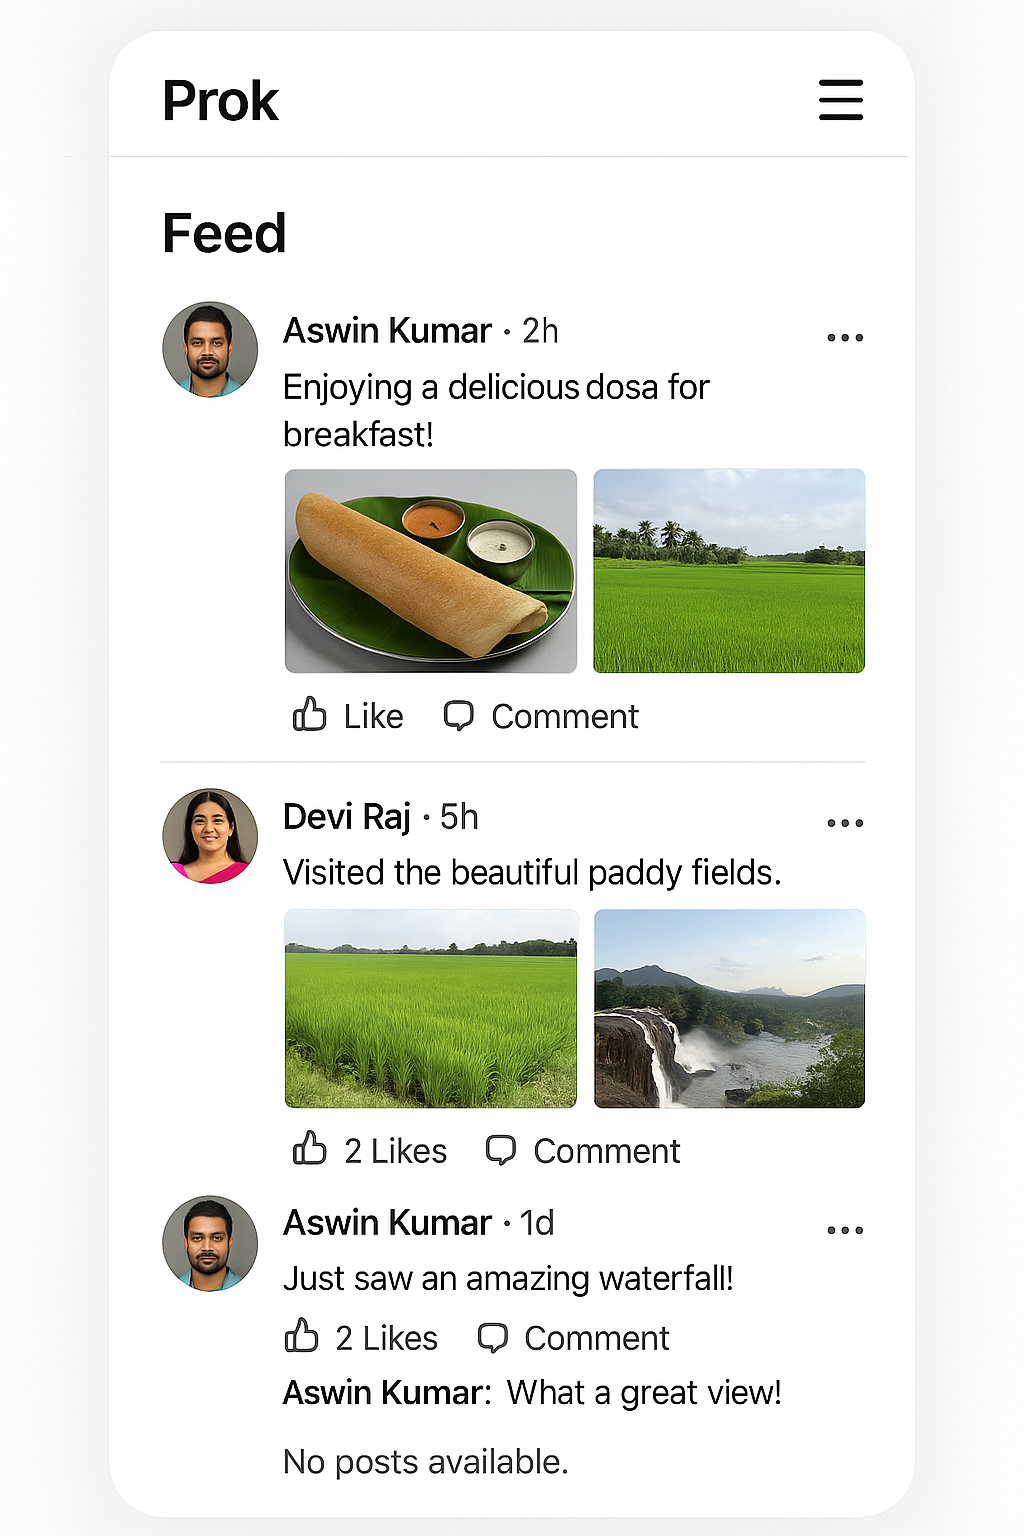 Prok
Feed
Aswin Kumar · 2h
Enjoying a delicious dosa for
breakfast!
Like Comment
Devi Raj · 5h
Visited the beautiful paddy fields.
2 Likes Comment
Aswin Kumar · 1d
Just saw an amazing waterfall!
2 Likes Comment
Aswin Kumar: What a great view!
No posts available.